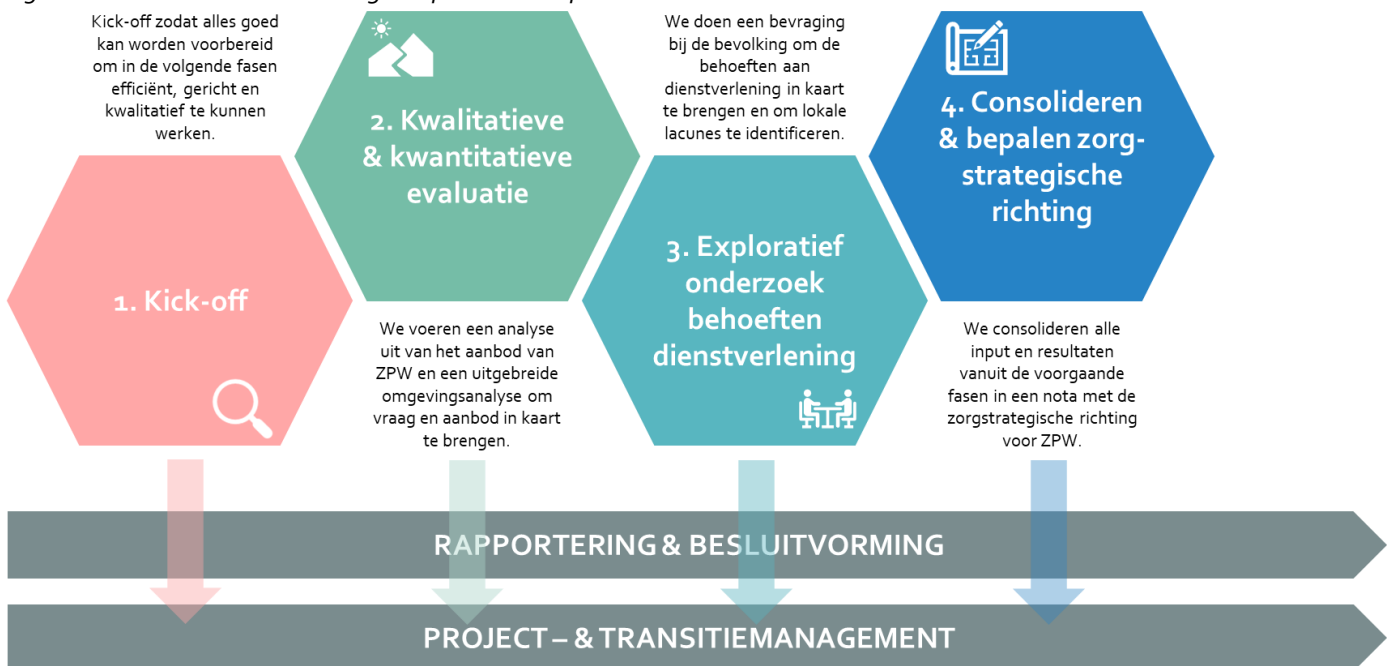 Kick-off zodat alles goed
kan worden voorbereid
om in de volgende fasen
efficiënt, gericht en
kwalitatief te kunnen
werken.
1. Kick-off
2. Kwalitatieve
& kwantitatieve
evaluatie
We voeren een analyse
uit van het aanbod van
ZPW en een uitgebreide
omgevingsanalyse om
vraag en aanbod in kaart
te brengen.
We doen een bevraging
bij de bevolking om de
behoeften aan
dienstverlening in kaart
te brengen en om lokale
lacunes te identificeren.
3. Exploratief
onderzoek
behoeften
dienstverlening
4. Consolideren
& bepalen zorg-
strategische
richting
We consolideren alle
input en resultaten
vanuit de voorgaande
fasen in een nota met de
zorgstrategische richting
voor ZPW.
RAPPORTERING & BESLUITVORMING
PROJECT – & TRANSITIEMANAGEMENT